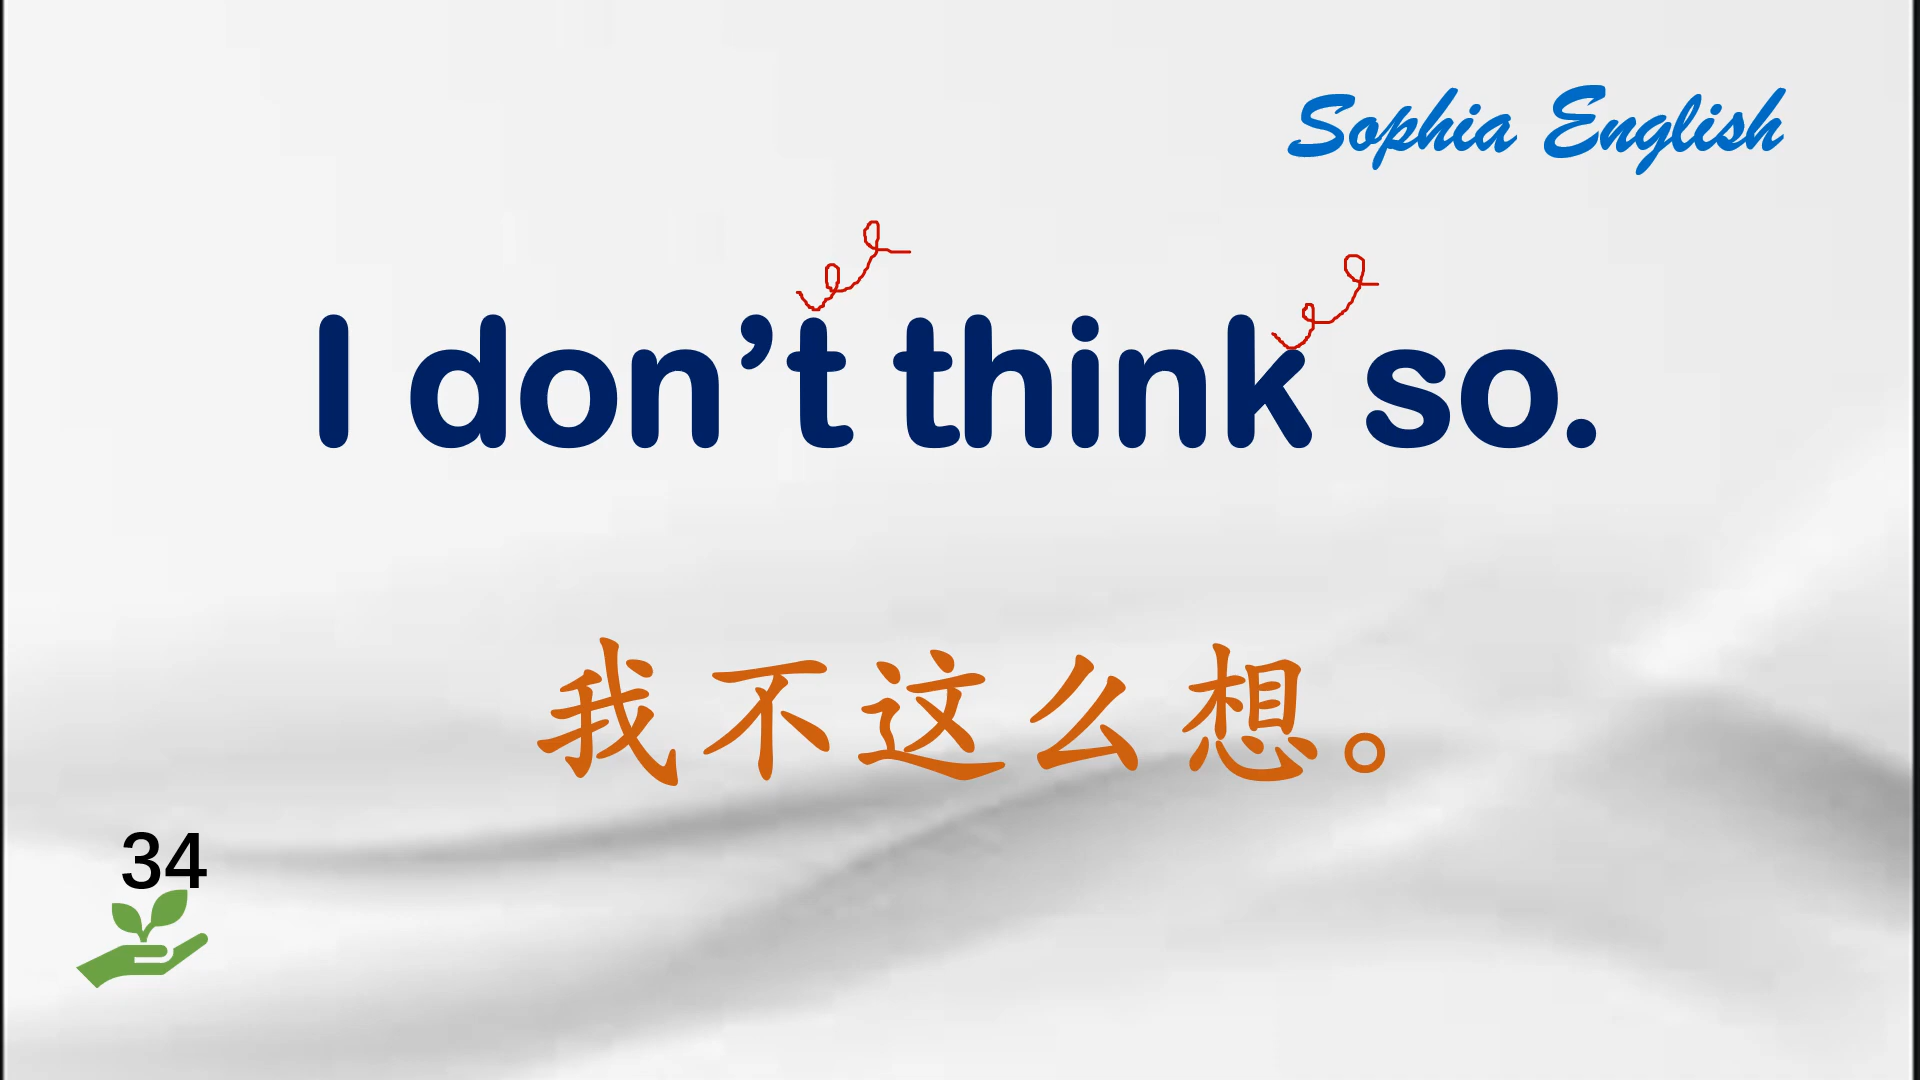 Sophia English
I don’t think so.
我不这么想。
34